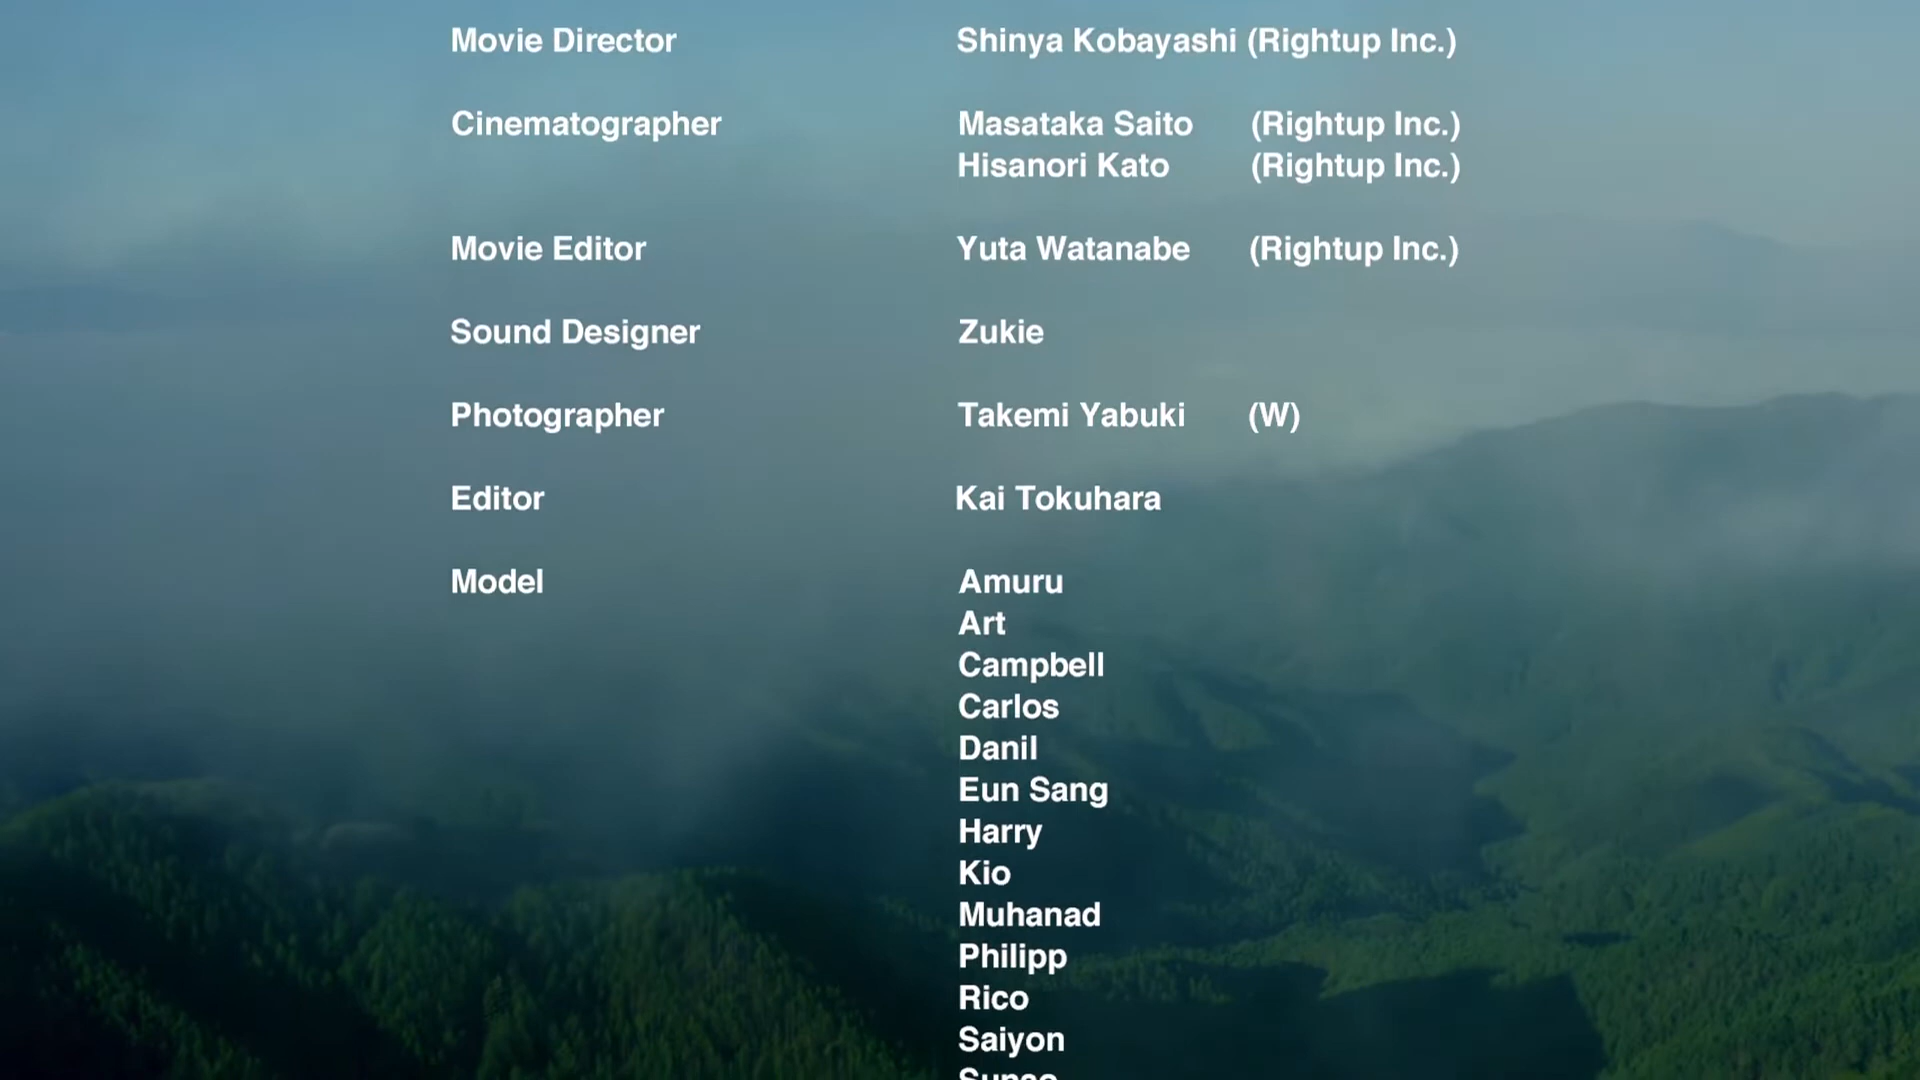 Movie Director Shinya Kobayashi (Rightup Inc.)
Cinematographer Masataka Saito (Rightup Inc.)
Hisanori Kato (Rightup Inc.)
Movie Editor Yuta Watanabe (Rightup Inc.)
Sound Designer Zukie
Photographer Takemi Yabuki (W)
Editor Kai Tokuhara
Model Amuru
Art
Campbell
Carlos
Danil
Eun Sang
Harry
Kio
Muhanad
Philipp
Rico
Saiyon